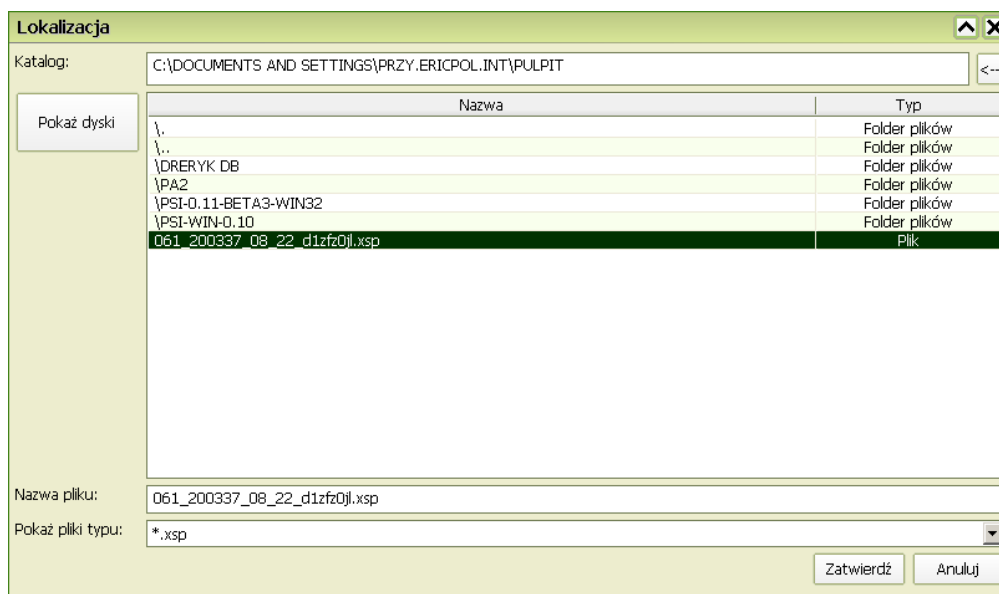 Lokalizacja
Katalog: C:\DOCUMENTS AND SETTINGS\PRZY.ERICPOL.INT\PULPIT <--
Pokaż dyski
Nazwa Typ
\. Folder plików
\.. Folder plików
\DRERYK DB Folder plików
\PA2 Folder plików
\PSI-0.11-BETA3-WIN32 Folder plików
\PSI-WIN-0.10 Folder plików
061_200337_08_22_d1zfz0jl.xsp Plik
Nazwa pliku: 061_200337_08_22_d1zfz0jl.xsp
Pokaż pliki typu: *.xsp
Zatwierdź Anuluj